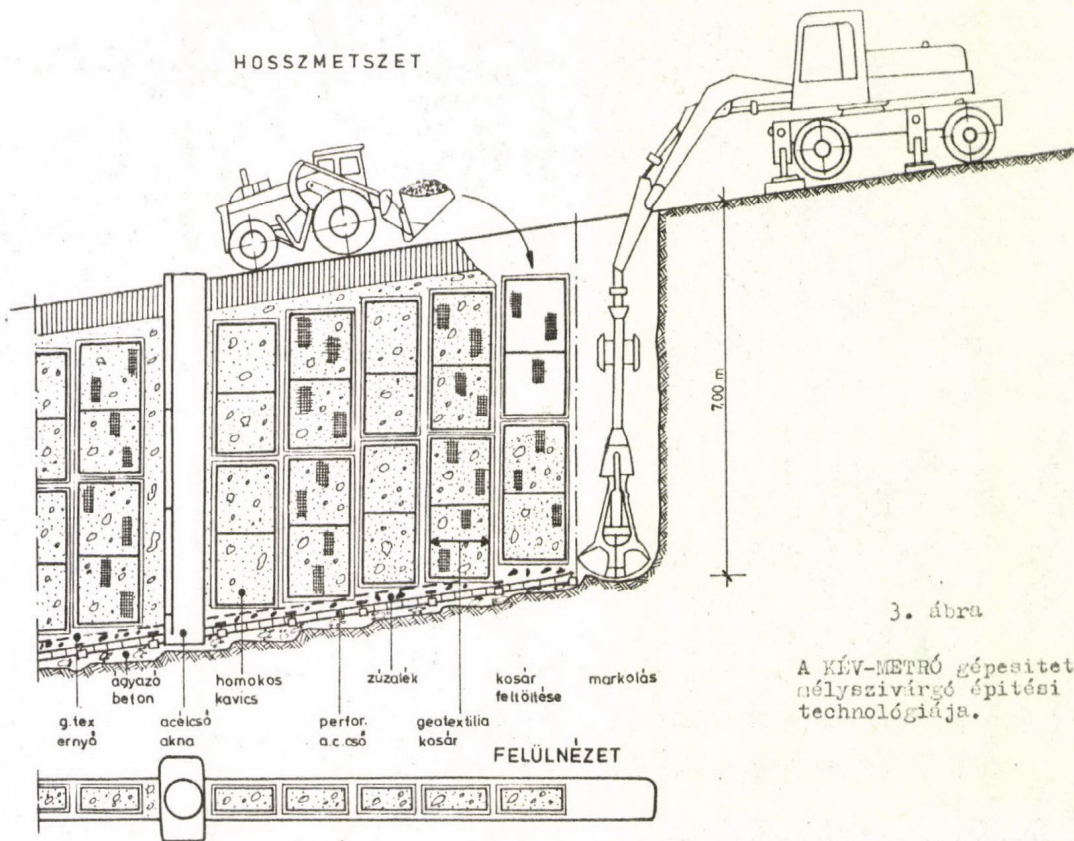 HOSSZMETSZET
7,00 m
g.tex
ernyő
ágyazó
beton
acélcső
akna
homokos
kavics
perfor.
a.c.cső
zúzalék
geotextilia
kosár
kosár
feltöltése
markolás
FELÜLNÉZET
3. ábra
A KÉV-METRÓ gépesitet
mélyszivárgó épitési
technológiája.